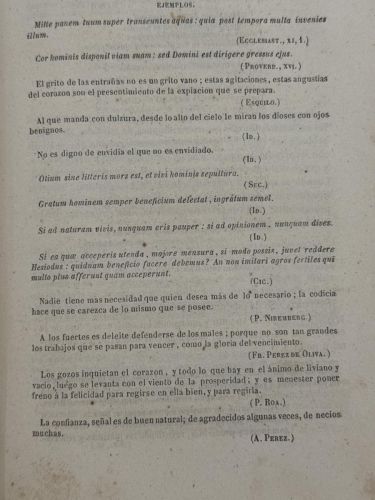 EJEMPLOS.
Mitte panem tuum super transeuntes aquas: quia post tempora multa invenies
illum.
(ECCLESIAST., XI, 1.)
Cor hominis disponit viam suam: sed Domini est dirigere gressus ejus.
(PROVERB., XVI.)
El grito de las entrañas no es un grito vano; estas agitaciones, estas angustias
del corazon son el presentimiento de la expiacion que se prepara.
(ESQUILO.)
Al que manda con dulzura, desde lo alto del cielo le miran los dioses con ojos
benignos.
(ID.)
No es digno de envidia el que no es envidiado.
(ID.)
Otium sine litteris mors est, et vivi hominis sepultura.
(SEC.)
Gratum hominem semper beneficium delectat, ingratum semel.
(ID.)
Si ad naturam vivis, nunquam eris pauper: si ad opinionem, nunquam dives.
(ID.)
Si ea quæ acceperis utenda, majore mensura, si modo possis, jubet reddere
Hesiodus: quidnam beneficio facere debemus? An non imitari agros fertiles qui
multo plus afferunt quam acceperunt.
(CIC.)
Nadie tiene mas necesidad que quien desea más de lo necesario; la codicia
hace que se carezca de lo mismo que se posee.
(P. NIREMBERG.)
A los fuertes es deleite defenderse de los males; porque no son tan grandes
los trabajos que se pasan para vencer, como la gloria del vencimiento.
(FR. PEREZ DE OLIVA.)
Los gozos inquietan el corazon, y todo lo que hay en el ánimo de liviano y
vacío, luégo se levanta con el viento de la prosperidad; y es menester poner
freno á la felicidad para regirse en ella bien, y para regirla.
(P. ROA.)
La confianza, señal es de buen natural; de agradecidos algunas veces, de necios
muchas.
(A. PEREZ.)